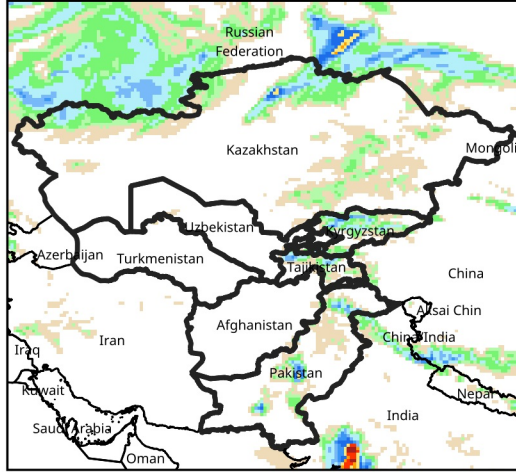 Russian
Federation
Kazakhstan
Mongoli
Uzbekistan
Kyrgyzstan
Azerbaijan
Turkmenistan
Tajikistan
China
Aksai Chin
Afghanistan
China/India
Iran
Iraq
Pakistan
Kuwait
Nepal
India
Saudi Arabia
Oman